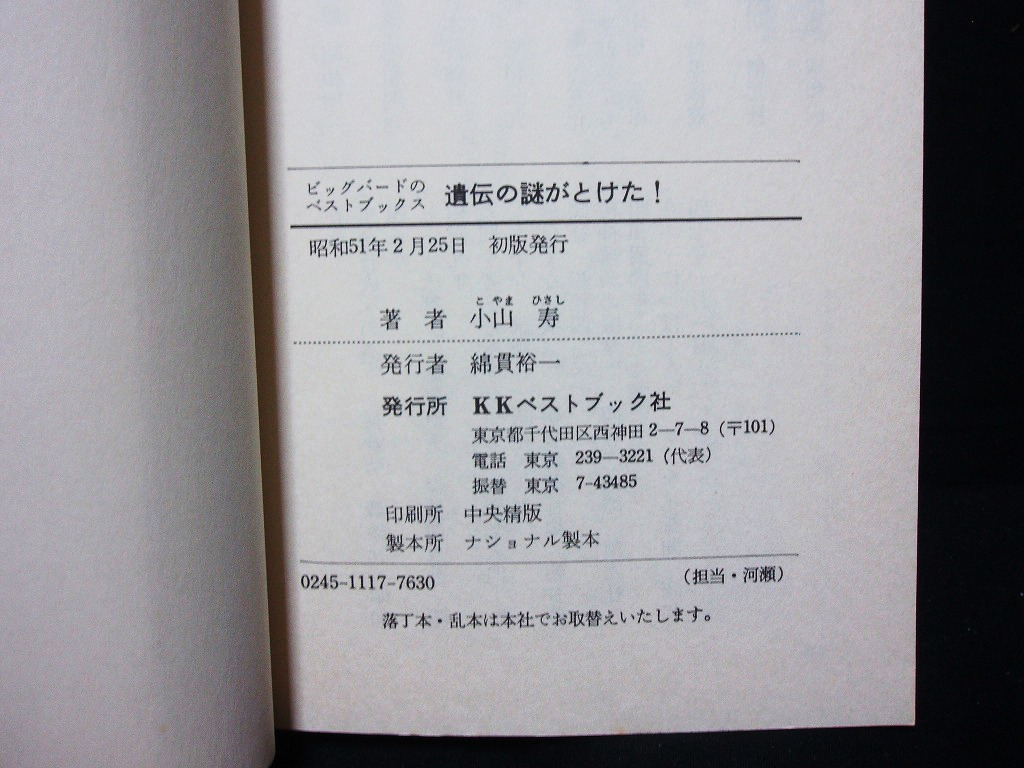 ビッグバードの
ベストブックス 遺伝の謎がとけた！
昭和51年2月25日 初版発行
こ やま ひさし
著 者 小山 寿
発行者 綿貫裕一
発行所 KKベストブック社
東京都千代田区西神田2―7―8（〒101）
電話 東京 239―3221（代表）
振替 東京 7-43485
印刷所 中央精版
製本所 ナショナル製本
0245-1117-7630 （担当・河瀬）
落丁本・乱本は本社でお取替えいたします。